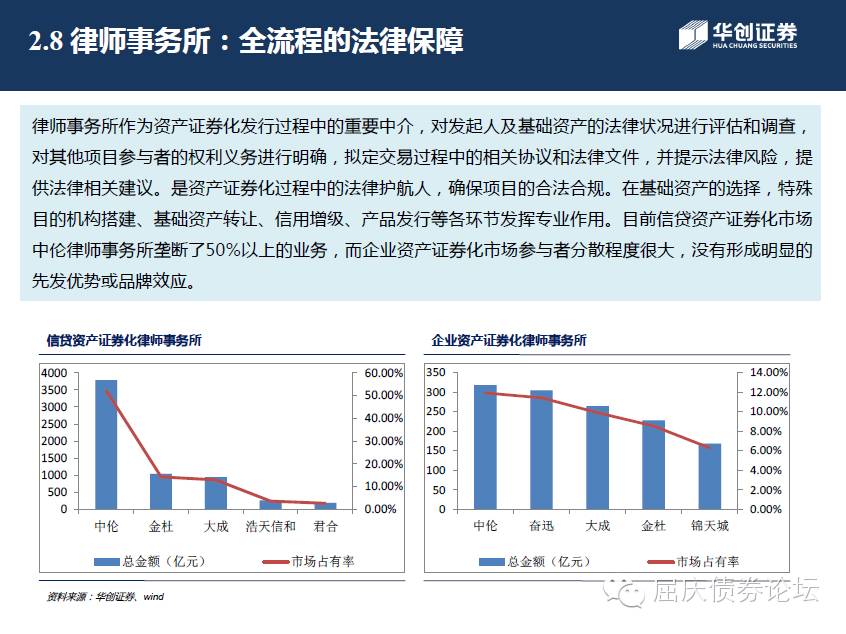 2.8 律师事务所：全流程的法律保障
华创证券
HUA CHUANG SECURITIES
律师事务所作为资产证券化发行过程中的重要中介，对发起人及基础资产的法律状况进行评估和调查，
对其他项目参与者的权利义务进行明确，拟定交易过程中的相关协议和法律文件，并提示法律风险，提
供法律相关建议。是资产证券化过程中的法律护航人，确保项目的合法合规。在基础资产的选择，特殊
目的机构搭建、基础资产转让、信用增级、产品发行等各环节发挥专业作用。目前信贷资产证券化市场
中伦律师事务所垄断了50%以上的业务，而企业资产证券化市场参与者分散程度很大，没有形成明显的
先发优势或品牌效应。
信贷资产证券化律师事务所
4000
3500
3000
2500
2000
1500
1000
500
0
60.00%
50.00%
40.00%
30.00%
20.00%
10.00%
0.00%
中伦 金杜 大成 浩天信和 君合
总金额（亿元） 市场占有率
企业资产证券化律师事务所
350
300
250
200
150
100
50
0
14.00%
12.00%
10.00%
8.00%
6.00%
4.00%
2.00%
0.00%
中伦 奋迅 大成 金杜 锦天城
总金额（亿元） 市场占有率
资料来源：华创证券、wind
屈庆债券论坛